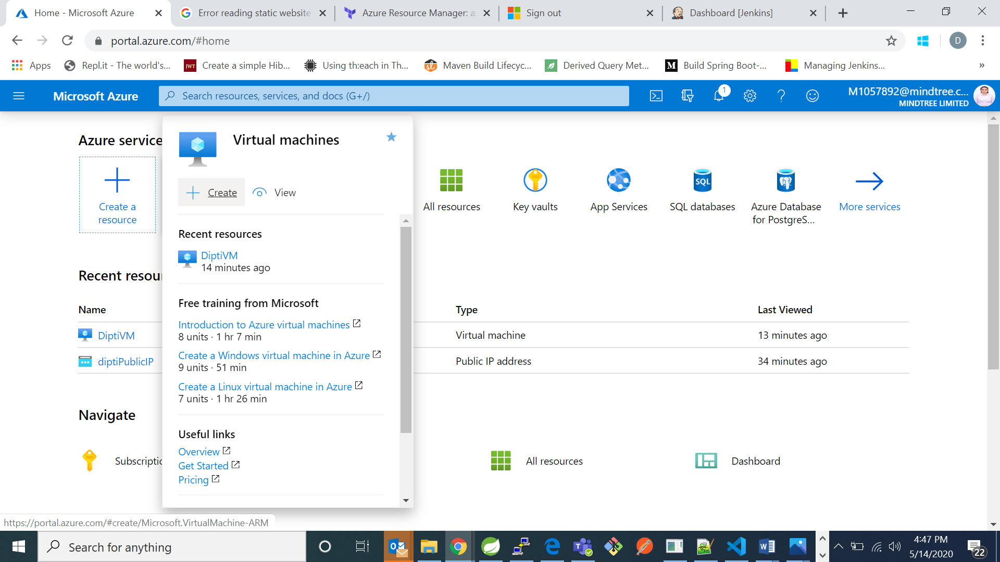 Home - Microsoft Azure
Error reading static website
Azure Resource Manager: a
Sign out
Dashboard [Jenkins]
portal.azure.com/#home
D
Apps
Repl.it - The world's...
JWT
Create a simple Hib...
Using th:each in Th...
Maven Build Lifecyc...
Derived Query Met...
M
Build Spring Boot-...
Managing Jenkins...
»
Microsoft Azure
Search resources, services, and docs (G+/)
1
M1057892@mindtree.c...
MINDTREE LIMITED
Azure service
Create a
resource
Virtual machines
Create
View
Recent resources
DiptiVM
14 minutes ago
Free training from Microsoft
Introduction to Azure virtual machines
8 units · 1 hr 7 min
Create a Windows virtual machine in Azure
9 units · 51 min
Create a Linux virtual machine in Azure
7 units · 1 hr 26 min
Useful links
Overview
Get Started
Pricing
All resources
Key vaults
App Services
SQL
SQL databases
Azure Database
for PostgreS...
More services
Recent resou
Name
Type
Last Viewed
DiptiVM
Virtual machine
13 minutes ago
diptiPublicIP
Public IP address
34 minutes ago
Navigate
Subscriptic
All resources
Dashboard
https://portal.azure.com/#create/Microsoft.VirtualMachine-ARM
Search for anything
4:47 PM
5/14/2020
22